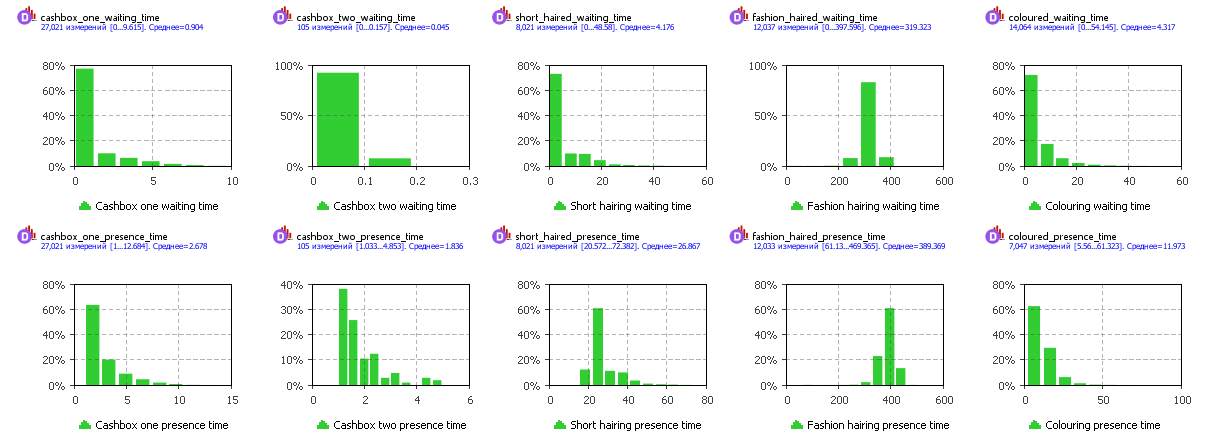 cashbox_one_waiting_time
27,021 измерений [0...9.615]. Среднее=0.904
80%
60%
40%
20%
0%
0 5 10
Cashbox one waiting time
cashbox_two_waiting_time
105 измерений [0...0.157]. Среднее=0.045
100%
50%
0%
0 0.1 0.2 0.3
Cashbox two waiting time
short_haired_waiting_time
8,021 измерений [0...48.58]. Среднее=4.176
80%
60%
40%
20%
0%
0 20 40 60
Short hairing waiting time
fashion_haired_waiting_time
12,037 измерений [0...397.596]. Среднее=319.323
100%
50%
0%
0 200 400 600
Fashion hairing waiting time
coloured_waiting_time
14,064 измерений [0...54.145]. Среднее=4.317
80%
60%
40%
20%
0%
0 20 40 60
Colouring waiting time
cashbox_one_presence_time
27,021 измерений [1...12.684]. Среднее=2.678
80%
60%
40%
20%
0%
0 5 10 15
Cashbox one presence time
cashbox_two_presence_time
105 измерений [1.033...4.853]. Среднее=1.836
40%
30%
20%
10%
0%
0 2 4 6
Cashbox two presence time
short_haired_presence_time
8,021 измерений [20.572...72.382]. Среднее=26.867
80%
60%
40%
20%
0%
0 20 40 60 80
Short hairing presence time
fashion_haired_presence_time
12,033 измерений [61.13...469.365]. Среднее=389.369
80%
60%
40%
20%
0%
0 200 400 600
Fashion hairing presence time
coloured_presence_time
7,047 измерений [5.56...61.323]. Среднее=11.973
80%
60%
40%
20%
0%
0 50 100
Colouring presence time